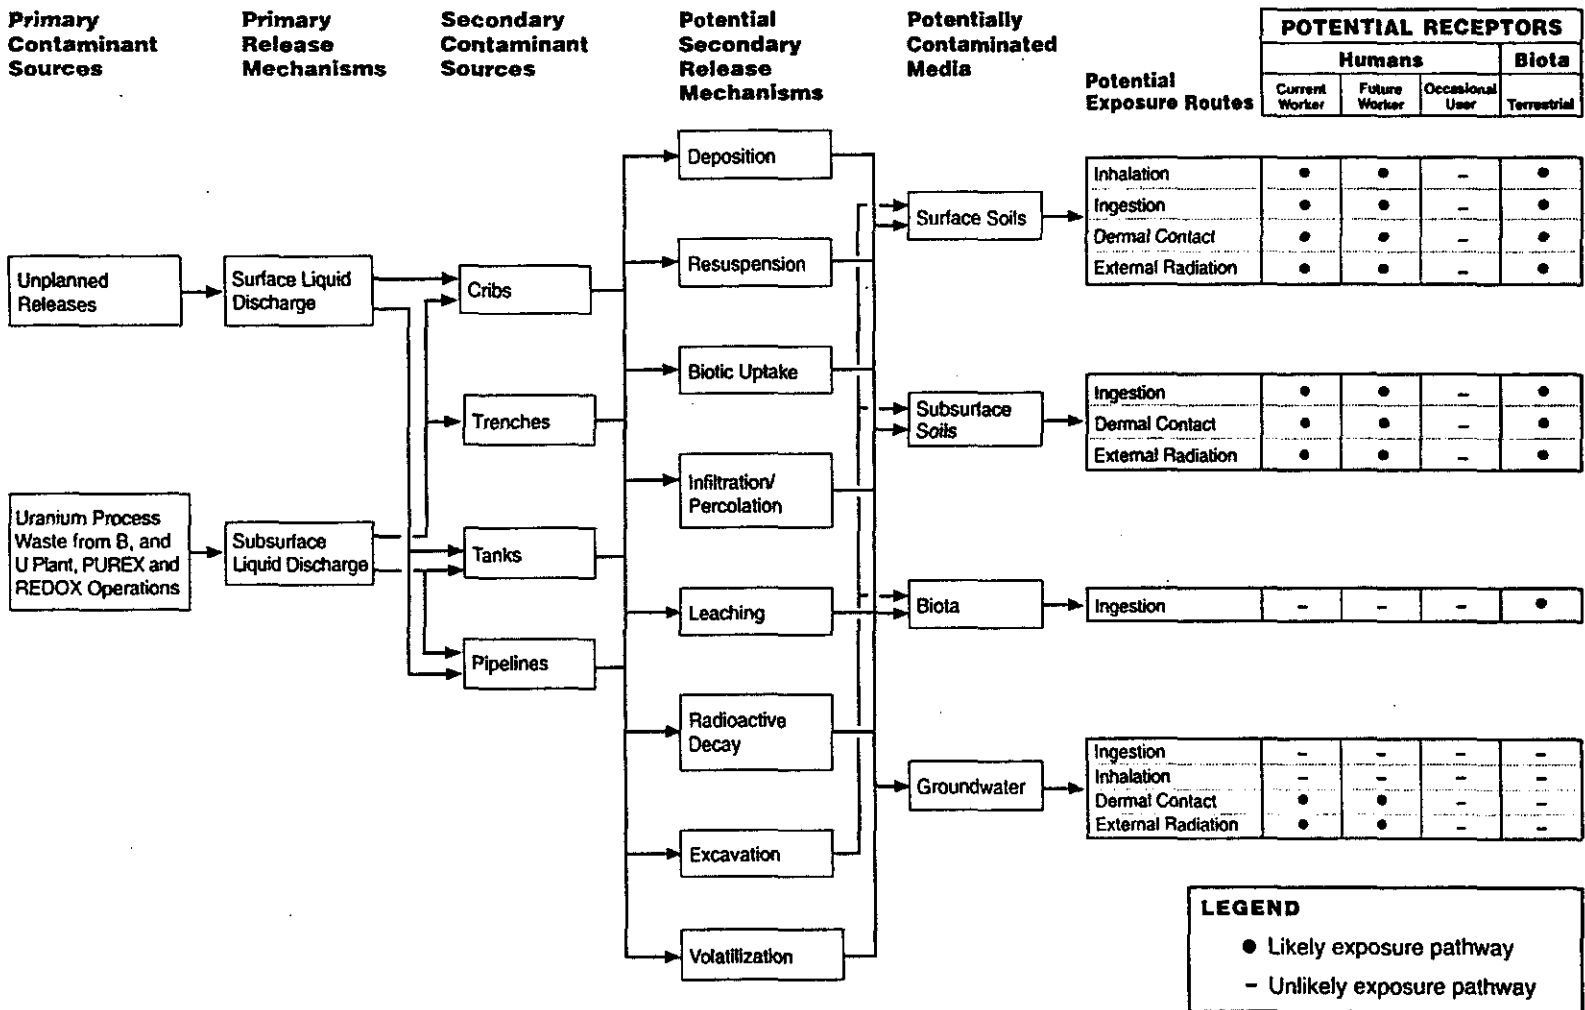 Primary
Contaminant
Sources
Primary
Release
Mechanisms
Secondary
Contaminant
Sources
Potential
Secondary
Release
Mechanisms
Potentially
Contaminated
Media
Potential
Exposure Routes
POTENTIAL RECEPTORS
Humans Biota
Current
Worker
Future
Worker
Occasional
User
Terrestrial
Unplanned
Releases
Uranium Process
Waste from B, and
U Plant, PUREX and
REDOX Operations
Surface Liquid
Discharge
Subsurface
Liquid Discharge
Cribs
Trenches
Tanks
Pipelines
Deposition
Resuspension
Biotic Uptake
Infiltration/
Percolation
Leaching
Radioactive
Decay
Excavation
Volatilization
Surface Soils
Subsurface
Soils
Biota
Groundwater
Inhalation ● ● – ●
Ingestion ● ● – ●
Dermal Contact ● ● – ●
External Radiation ● ● – ●
Ingestion ● ● – ●
Dermal Contact ● ● – ●
External Radiation ● ● – ●
Ingestion – – – ●
Ingestion – – – –
Inhalation – – – –
Dermal Contact ● ● – –
External Radiation ● ● – –
LEGEND
● Likely exposure pathway
– Unlikely exposure pathway